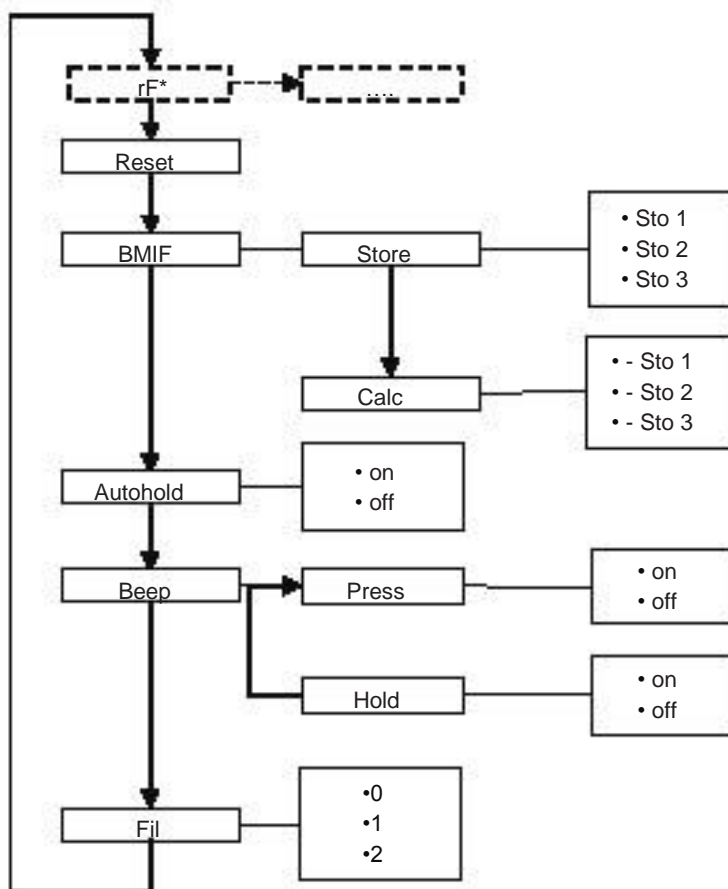 rF*
....
Reset
BMIF
Store
• Sto 1
• Sto 2
• Sto 3
Calc
• - Sto 1
• - Sto 2
• - Sto 3
Autohold
• on
• off
Beep
Press
• on
• off
Hold
• on
• off
Fil
•0
•1
•2